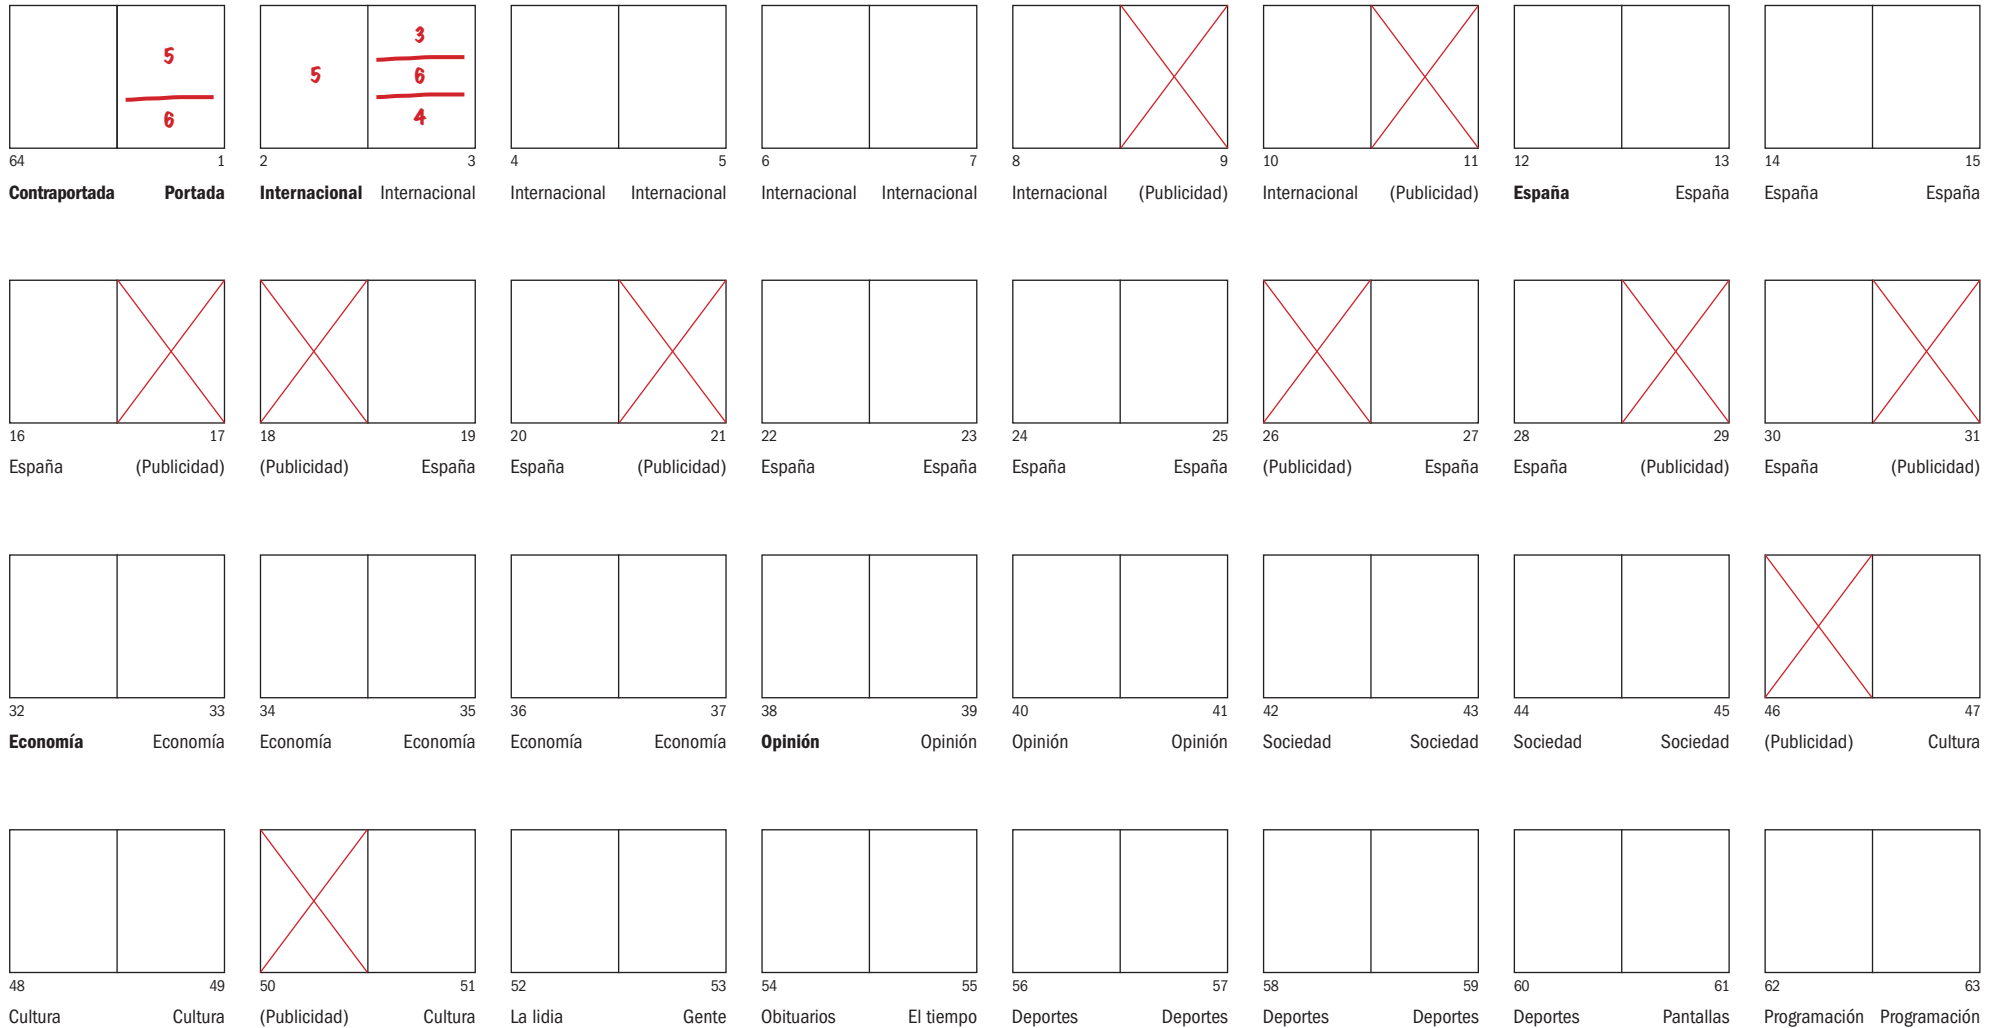 5
6
5
3
6
4
64 1 2 3 4 5 6 7 8 9 10 11 12 13 14 15
Contraportada Portada Internacional Internacional Internacional Internacional Internacional Internacional Internacional (Publicidad) Internacional (Publicidad) España España España España
16 17 18 19 20 21 22 23 24 25 26 27 28 29 30 31
España (Publicidad) (Publicidad) España España (Publicidad) España España España España (Publicidad) España España (Publicidad) España (Publicidad)
32 33 34 35 36 37 38 39 40 41 42 43 44 45 46 47
Economía Economía Economía Economía Economía Economía Opinión Opinión Opinión Opinión Sociedad Sociedad Sociedad Sociedad (Publicidad) Cultura
48 49 50 51 52 53 54 55 56 57 58 59 60 61 62 63
Cultura Cultura (Publicidad) Cultura La lidia Gente Obituarios El tiempo Deportes Deportes Deportes Deportes Deportes Pantallas Programación Programación